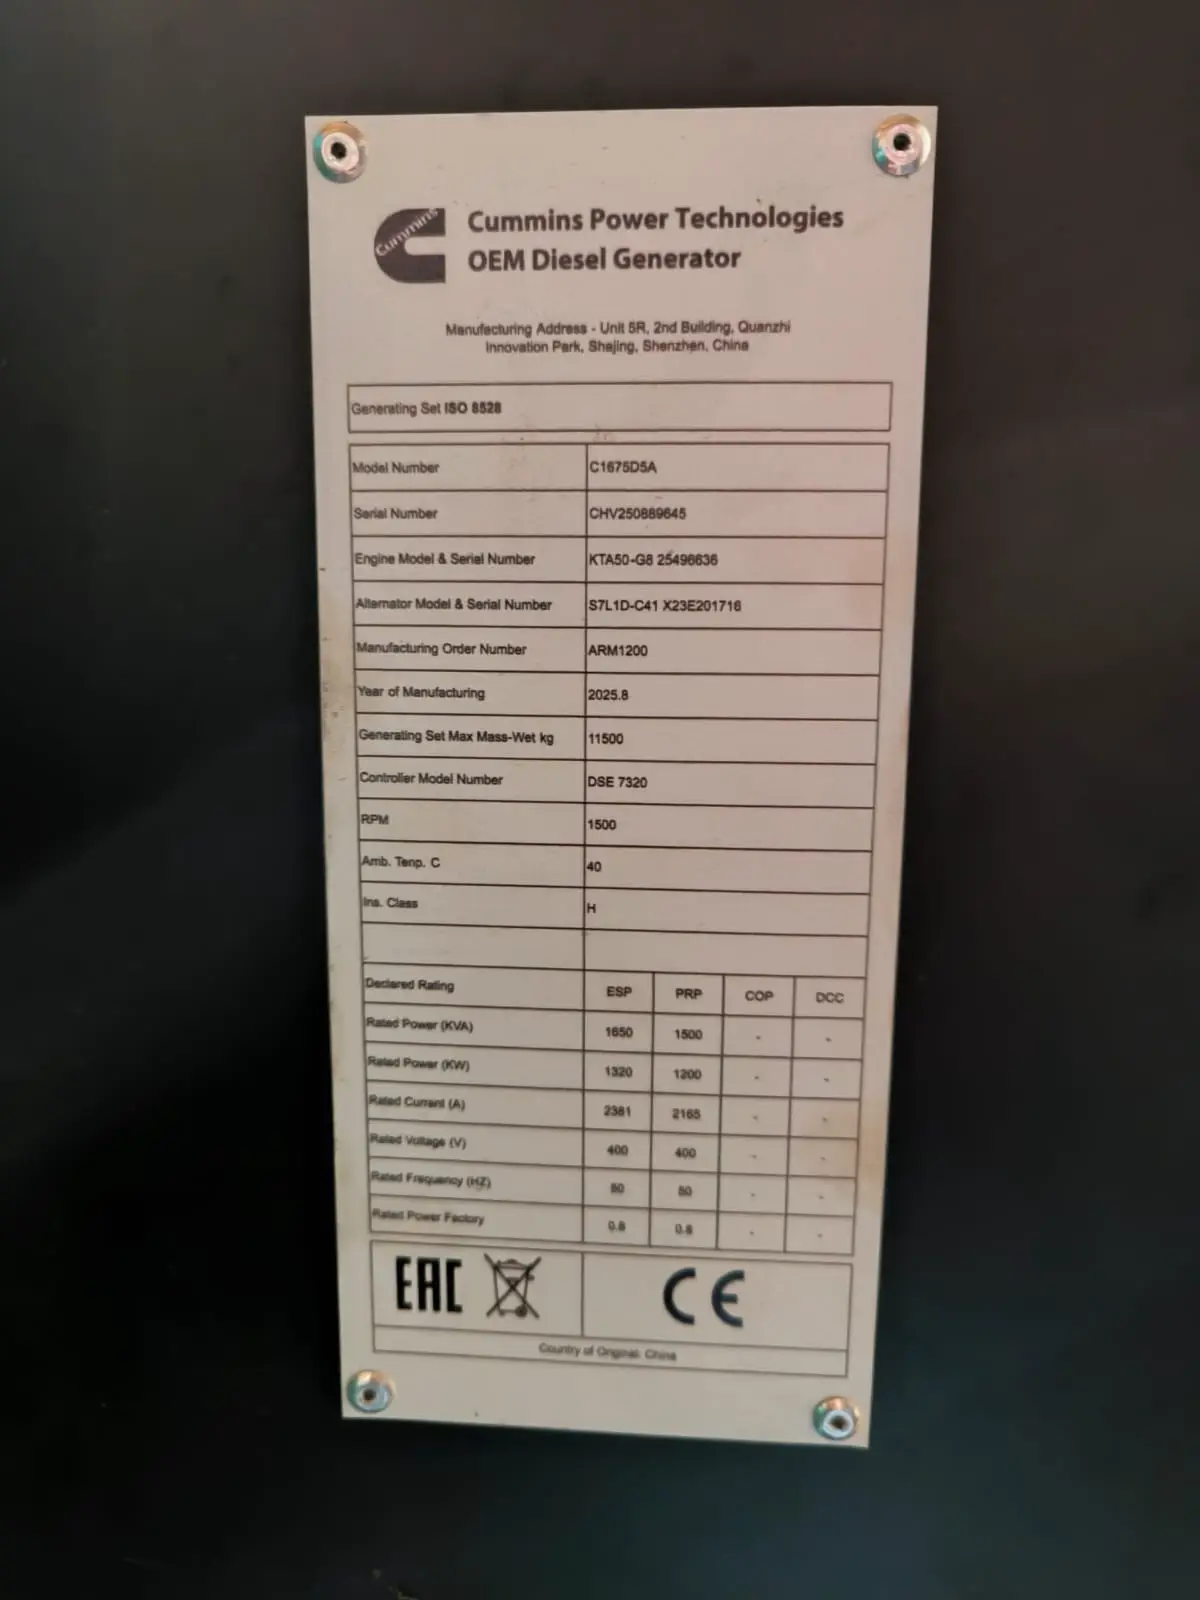 Cummins
Cummins Power Technologies
OEM Diesel Generator
Manufacturing Address - Unit 5R, 2nd Building, Quanzhi
Innovation Park, Shajing, Shenzhen, China
Generating Set ISO 8528
Model Number C1675D5A
Serial Number CHV250889645
Engine Model & Serial Number KTA50-G8 25496636
Alternator Model & Serial Number S7L1D-C41 X23E201716
Manufacturing Order Number ARM1200
Year of Manufacturing 2025.8
Generating Set Max Mass-Wet kg 11500
Controller Model Number DSE 7320
RPM 1500
Amb. Tenp. C 40
Ins. Class H
Declared Rating ESP PRP COP DCC
Rated Power (KVA) 1650 1500 - -
Rated Power (KW) 1320 1200 - -
Rated Current (A) 2381 2165 - -
Rated Voltage (V) 400 400 - -
Rated Frequency (HZ) 50 50 - -
Rated Power Factory 0.8 0.8 - -
EAC CE
Country of Original: China